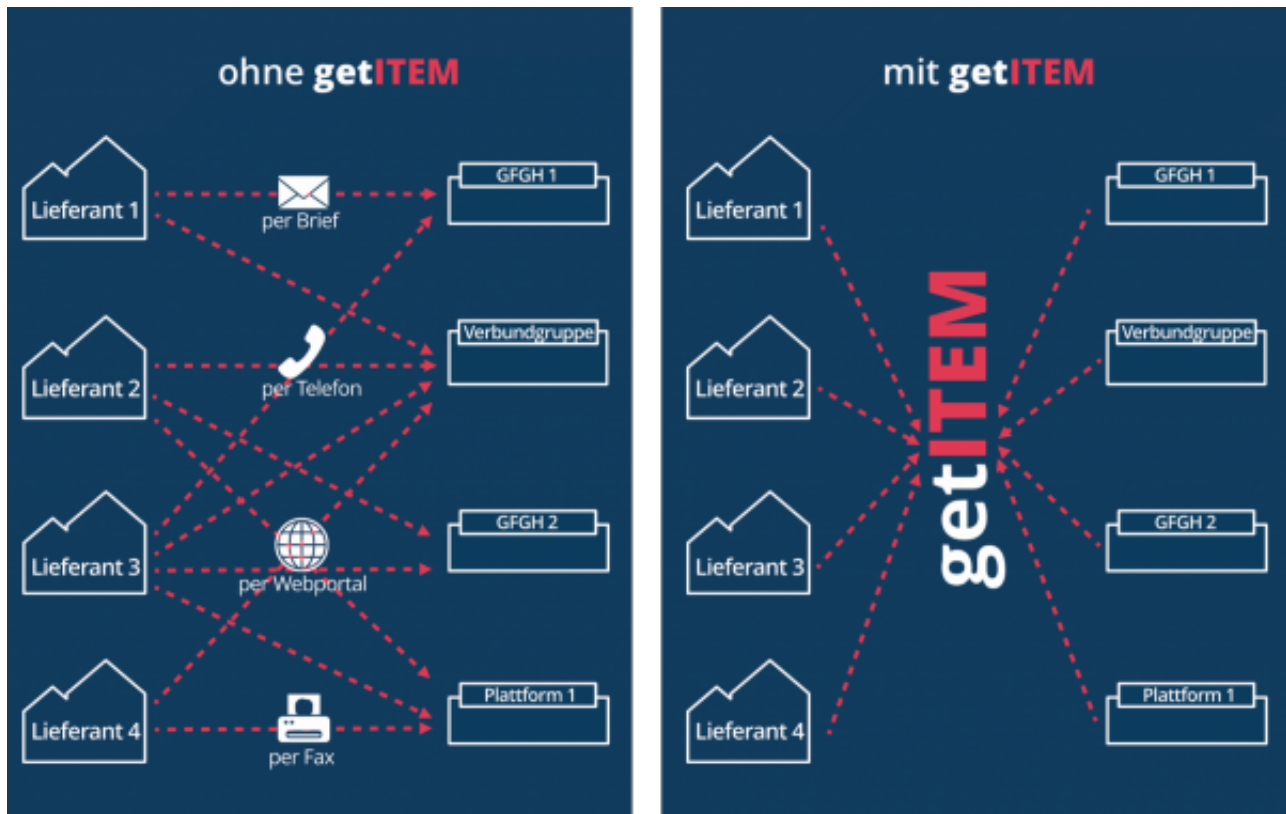 ohne getITEM
Lieferant 1
per Brief
GFGH 1
Lieferant 2
per Telefon
Verbundgruppe
Lieferant 3
per Webportal
GFGH 2
Lieferant 4
per Fax
Plattform 1
mit getITEM
Lieferant 1
GFGH 1
Lieferant 2
Verbundgruppe
getITEM
Lieferant 3
GFGH 2
Lieferant 4
Plattform 1